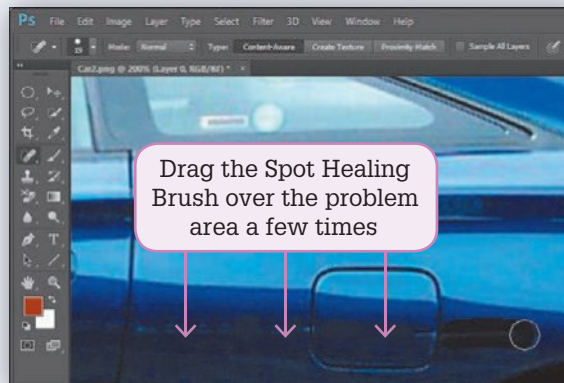 Ps File Edit Image Layer Type Select Filter 3D View Window Help
19 Mode: Normal Type: Content-Aware Create Texture Proximity Match Sample All Layers
Car2.png @ 200% (Layer 0, RGB/8#) * ×
Drag the Spot Healing
Brush over the problem
area a few times
T